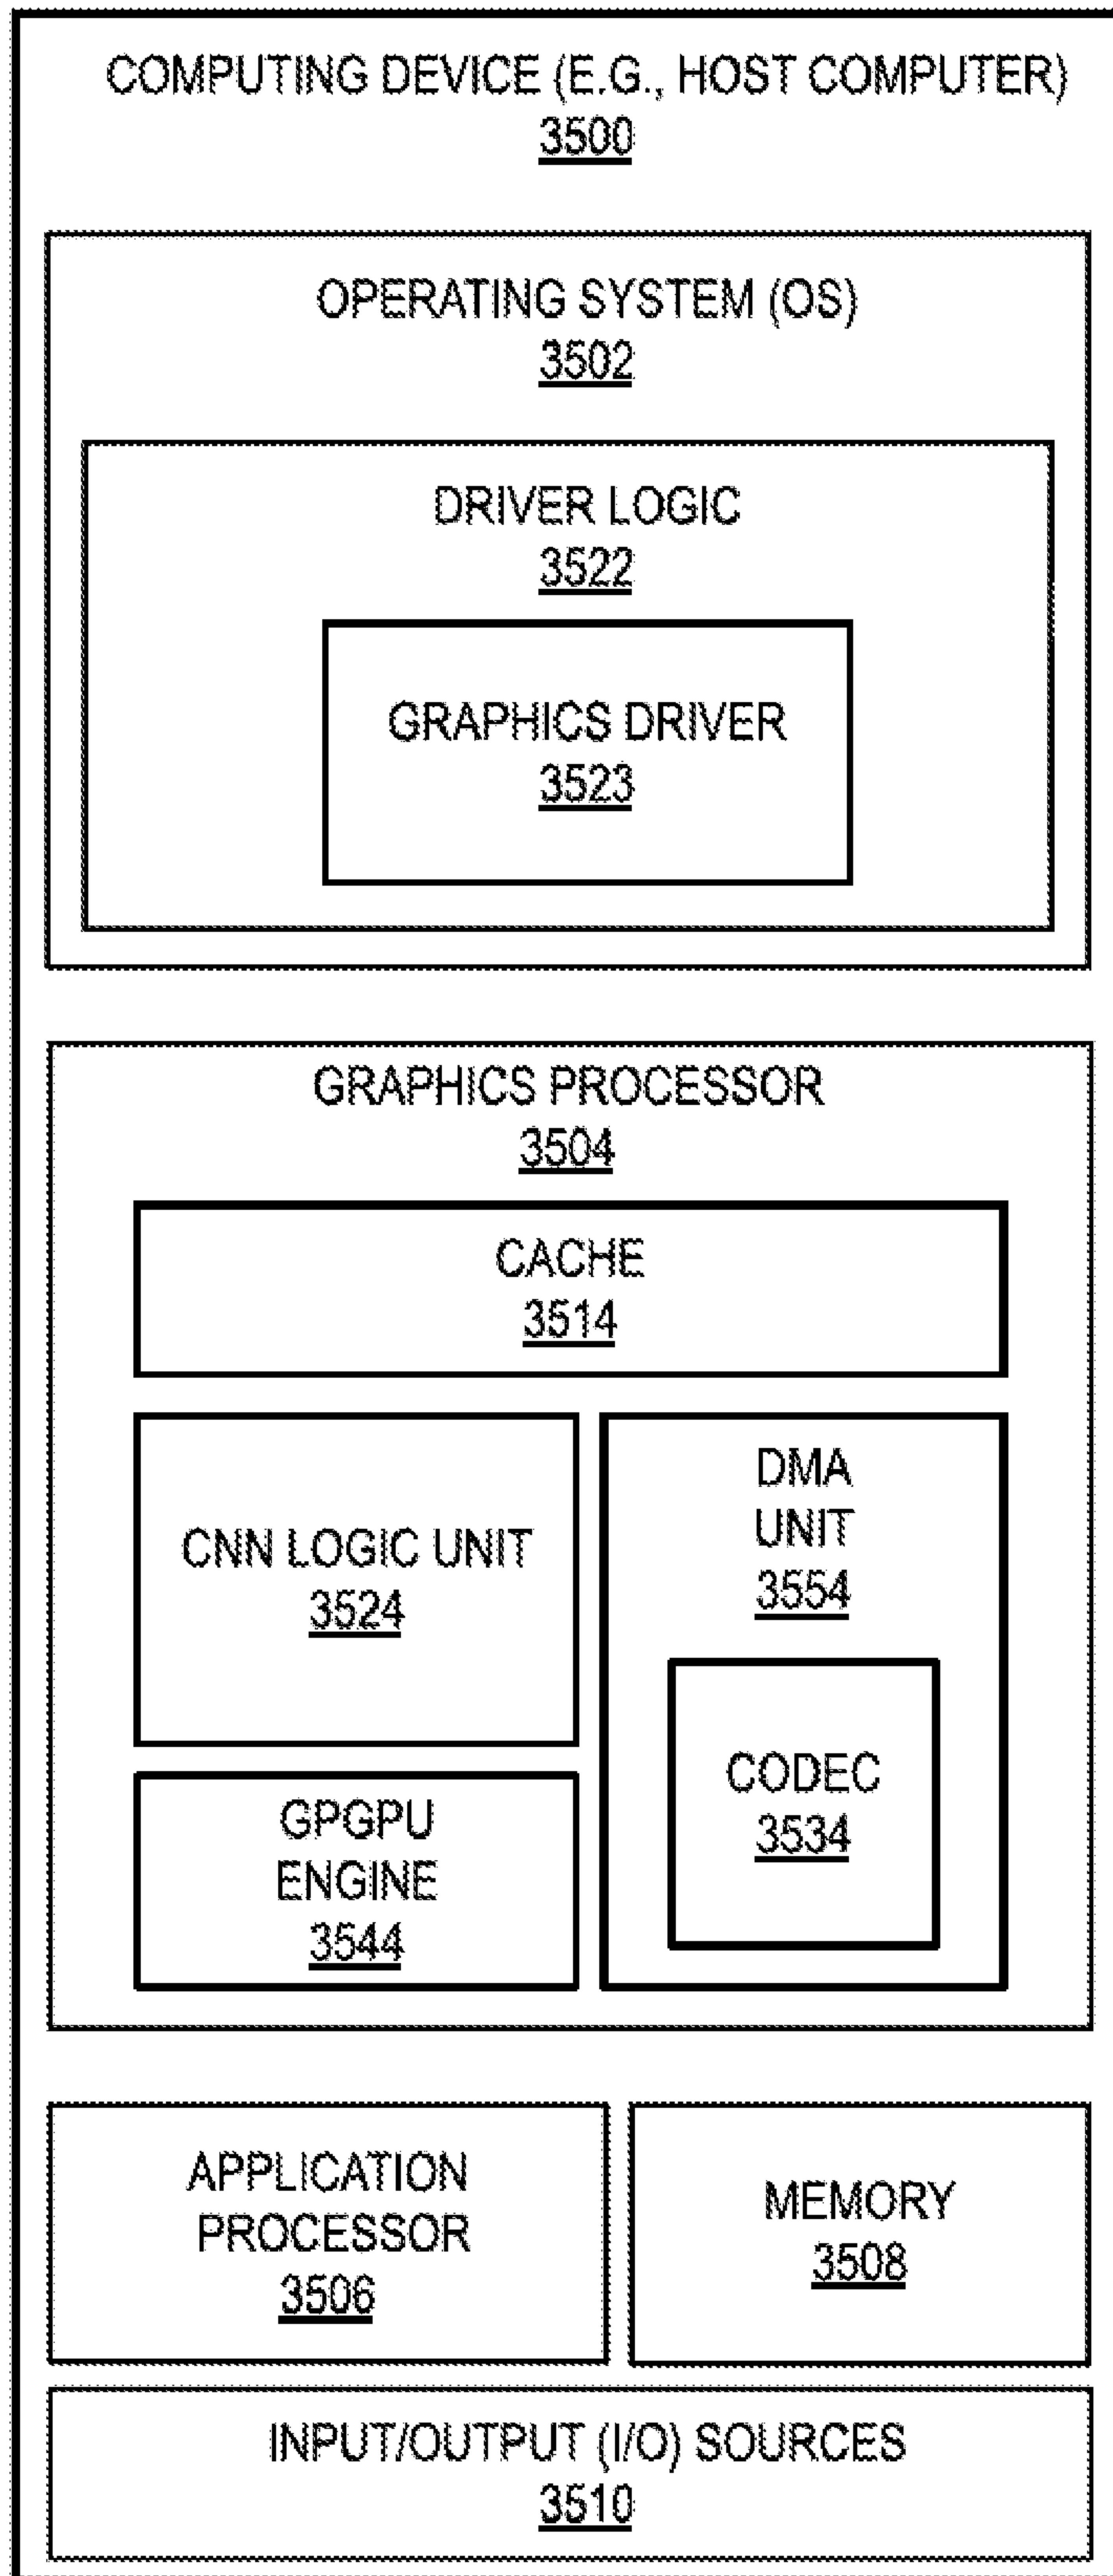 COMPUTING DEVICE (E.G., HOST COMPUTER)
3500
OPERATING SYSTEM (OS)
3502
DRIVER LOGIC
3522
GRAPHICS DRIVER
3523
GRAPHICS PROCESSOR
3504
CACHE
3514
CNN LOGIC UNIT
3524
DMA
UNIT
3554
CODEC
3534
GPGPU
ENGINE
3544
APPLICATION
PROCESSOR
3506
MEMORY
3508
INPUT/OUTPUT (I/O) SOURCES
3510